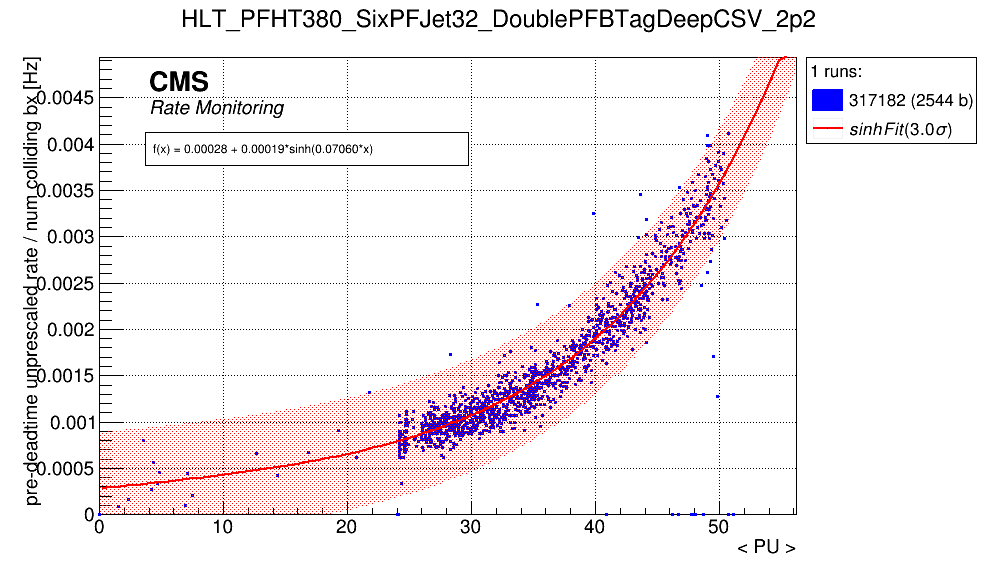 HLT_PFHT380_SixPFJet32_DoublePFBTagDeepCSV_2p2
pre-deadtime unprescaled rate / num colliding bx [Hz]
CMS
Rate Monitoring
f(x) = 0.00028 + 0.00019*sinh(0.07060*x)
1 runs:
317182 (2544 b)
sinhFit(3.0σ)
0.0045
0.004
0.0035
0.003
0.0025
0.002
0.0015
0.001
0.0005
0
0 10 20 30 40 50
< PU >